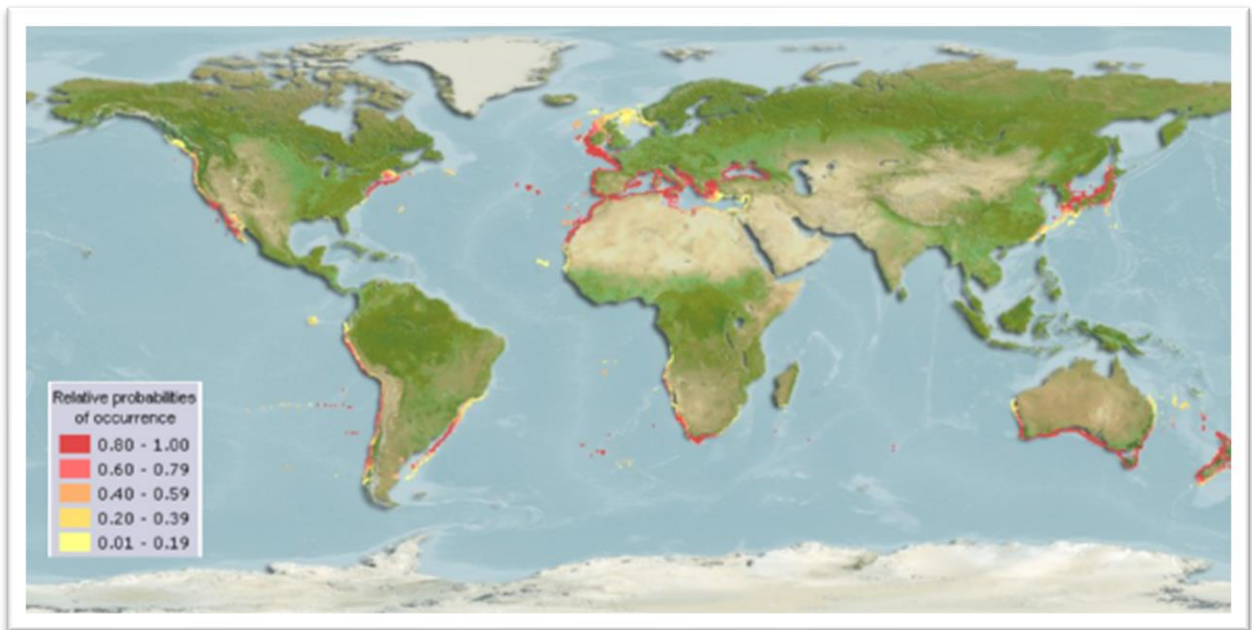 Relative probabilities
of occurrence
0.80 - 1.00
0.60 - 0.79
0.40 - 0.59
0.20 - 0.39
0.01 - 0.19